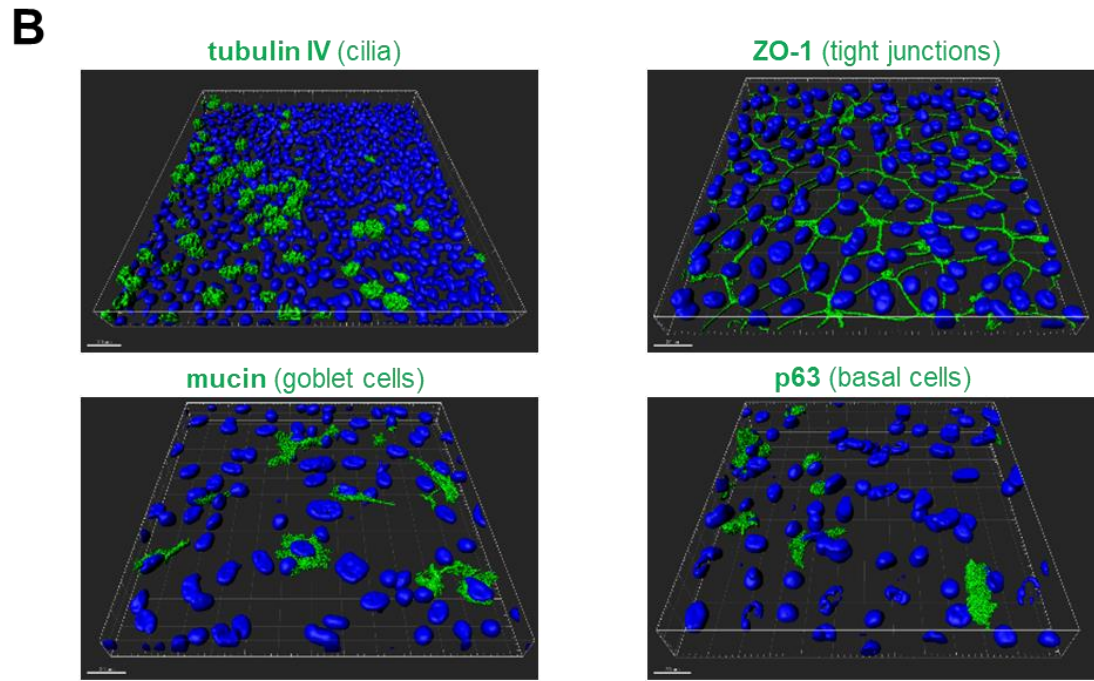 B
tubulin IV (cilia)
ZO-1 (tight junctions)
mucin (goblet cells)
p63 (basal cells)